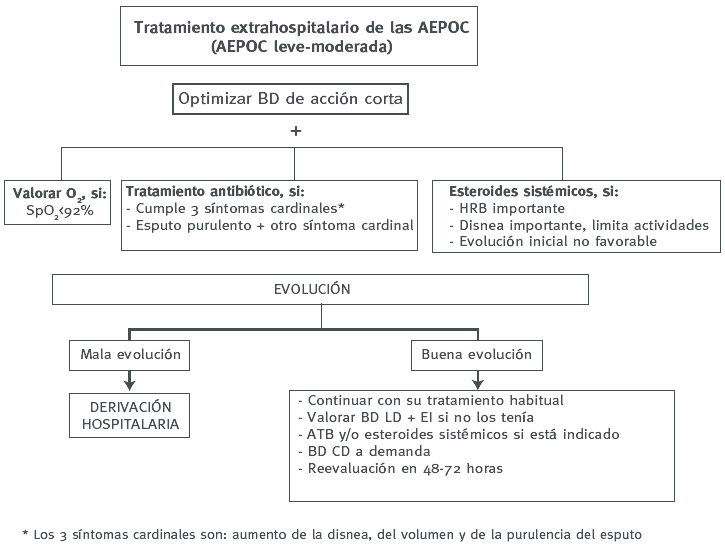 Tratamiento extrahospitalario de las AEPOC
(AEPOC leve-moderada)
Optimizar BD de acción corta
+
Valorar O2, si:
SpO2<92%
Tratamiento antibiótico, si:
- Cumple 3 síntomas cardinales*
- Esputo purulento + otro síntoma cardinal
Esteroides sistémicos, si:
- HRB importante
- Disnea importante, limita actividades
- Evolución inicial no favorable
EVOLUCIÓN
Mala evolución
Buena evolución
DERIVACIÓN
HOSPITALARIA
- Continuar con su tratamiento habitual
- Valorar BD LD + EI si no los tenía
- ATB y/o esteroides sistémicos si está indicado
- BD CD a demanda
- Reevaluación en 48-72 horas
* Los 3 síntomas cardinales son: aumento de la disnea, del volumen y de la purulencia del esputo